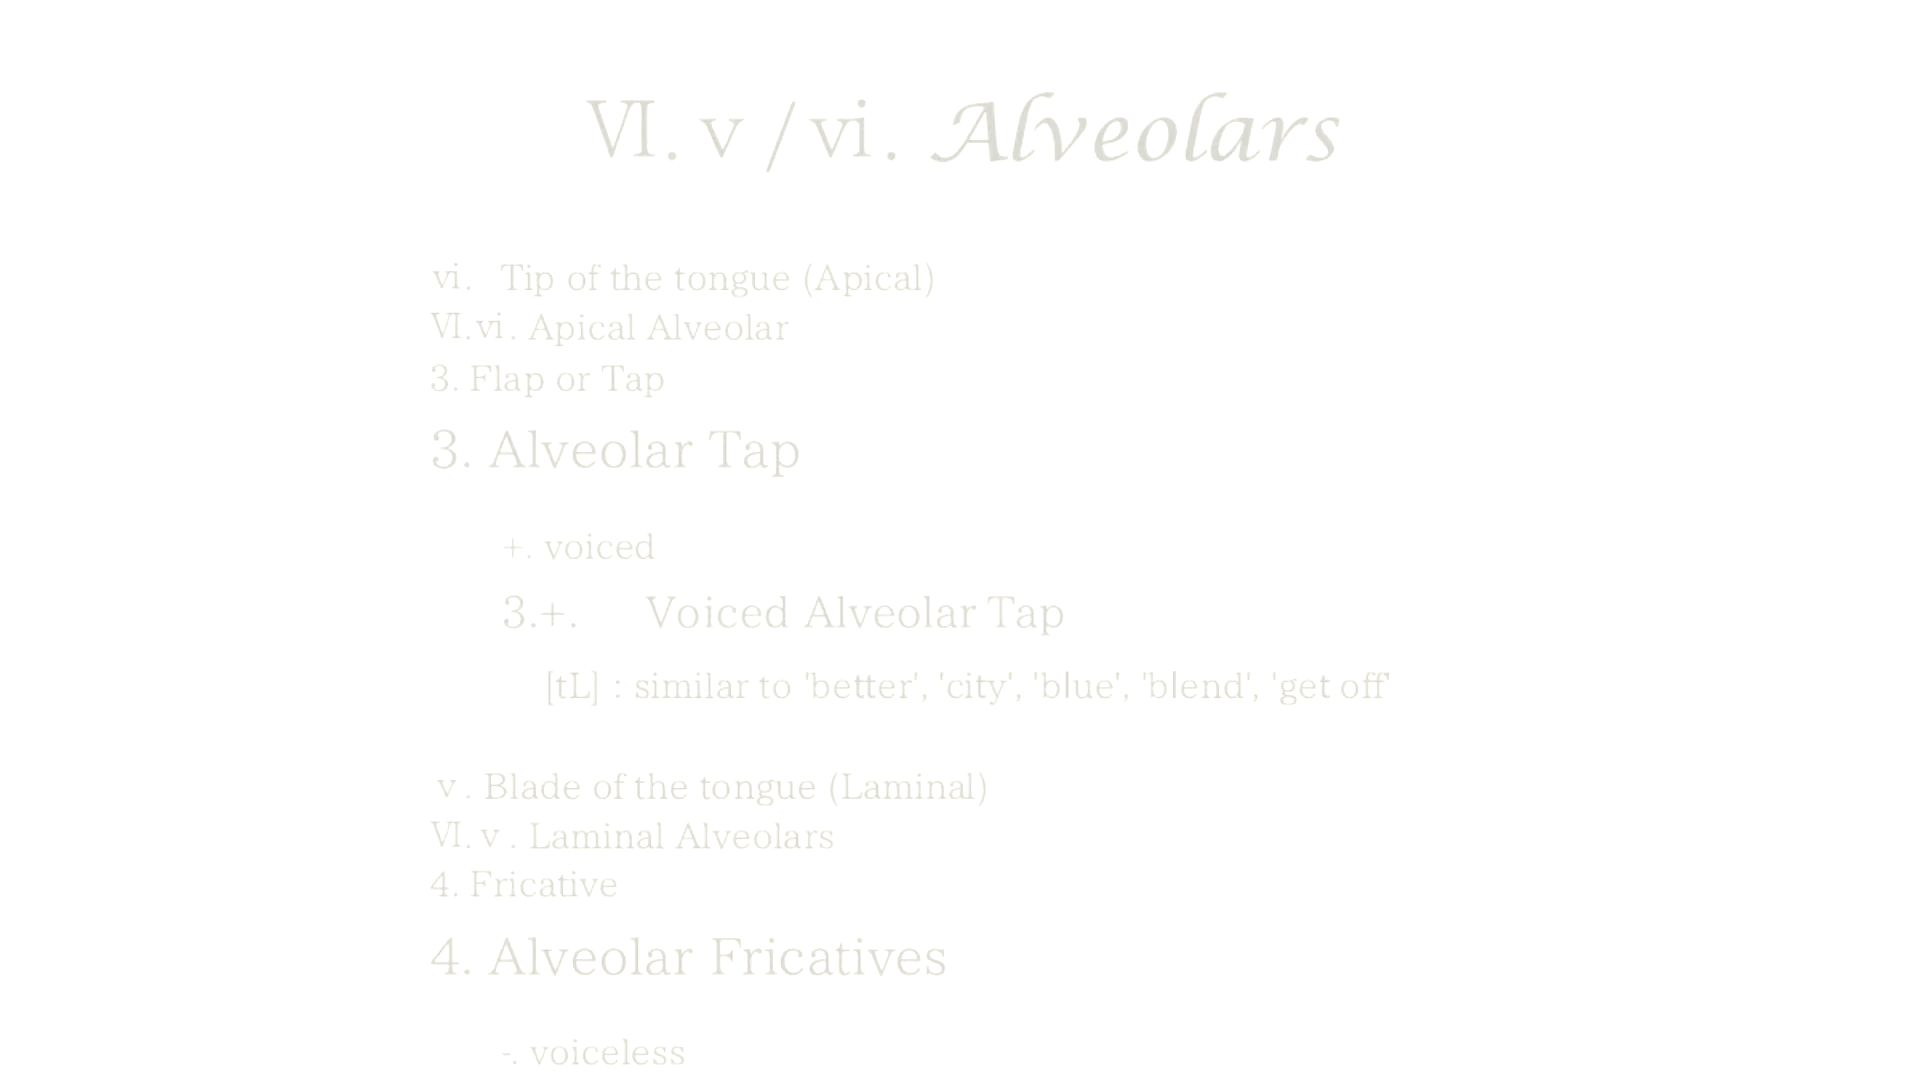 Ⅵ. ⅴ / ⅵ. Alveolars
ⅵ. Tip of the tongue (Apical)
Ⅵ.ⅵ. Apical Alveolar
3. Flap or Tap
3. Alveolar Tap
+. voiced
3.+. Voiced Alveolar Tap
[tL] : similar to 'better', 'city', 'blue', 'blend', 'get off'
ⅴ. Blade of the tongue (Laminal)
Ⅵ.ⅴ. Laminal Alveolars
4. Fricative
4. Alveolar Fricatives
-. voiceless